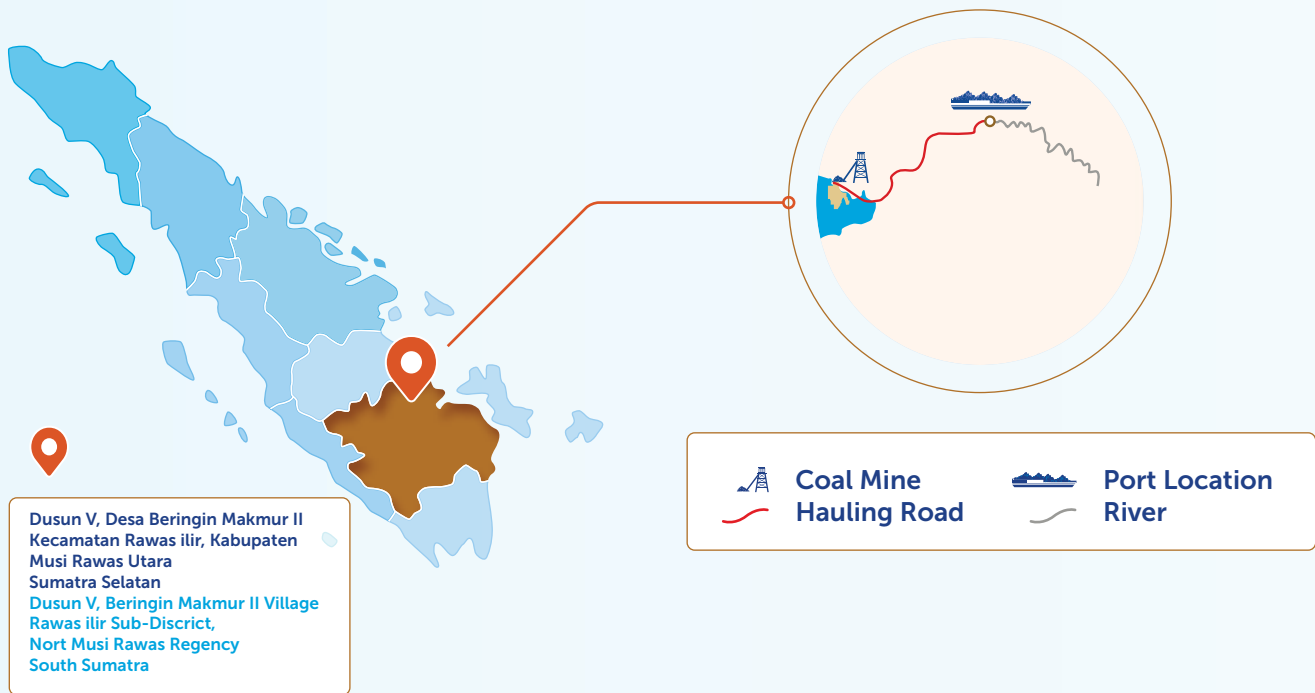 Dusun V, Desa Beringin Makmur II
Kecamatan Rawas ilir, Kabupaten
Musi Rawas Utara
Sumatra Selatan
Dusun V, Beringin Makmur II Village
Rawas ilir Sub-Discrict,
Nort Musi Rawas Regency
South Sumatra
Coal Mine
Hauling Road
Port Location
River